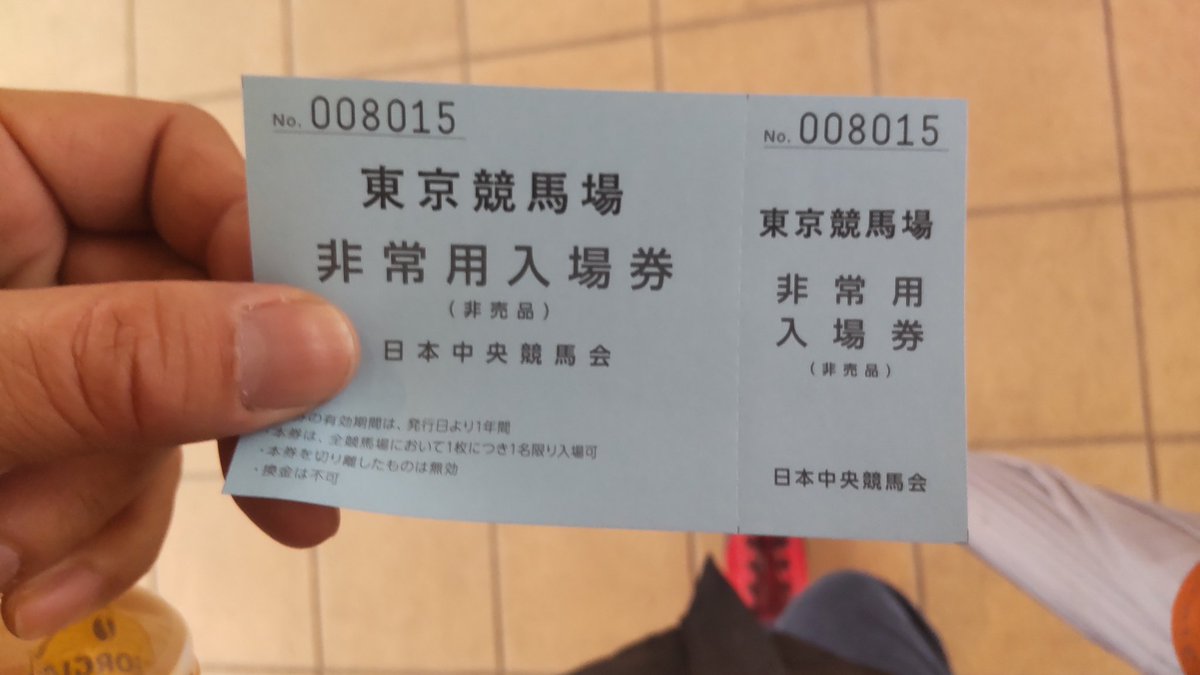 No. 008015
東京競馬場
非常用入場券
(非売品)
日本中央競馬会
の有効期間は、発行日より1年間
・本券は、全競馬場において1枚につき1名限り入場可
・本券を切り離したものは無効
・換金は不可
No. 008015
東京競馬場
非常用
入場券
(非売品)
日本中央競馬会